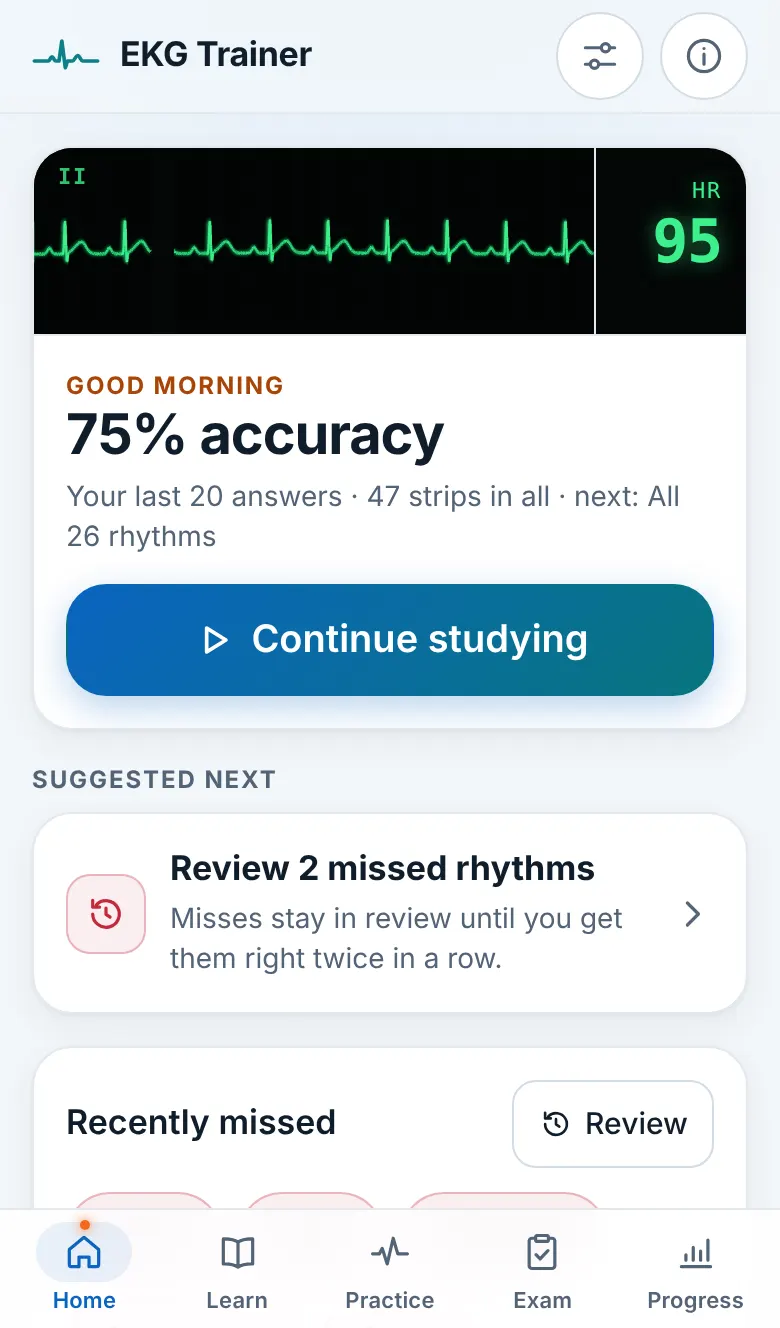 EKG Trainer
II
HR
95
GOOD MORNING
75% accuracy
Your last 20 answers · 47 strips in all · next: All
26 rhythms
Continue studying
SUGGESTED NEXT
Review 2 missed rhythms
Misses stay in review until you get
them right twice in a row.
Recently missed
Review
Home
Learn
Practice
Exam
Progress